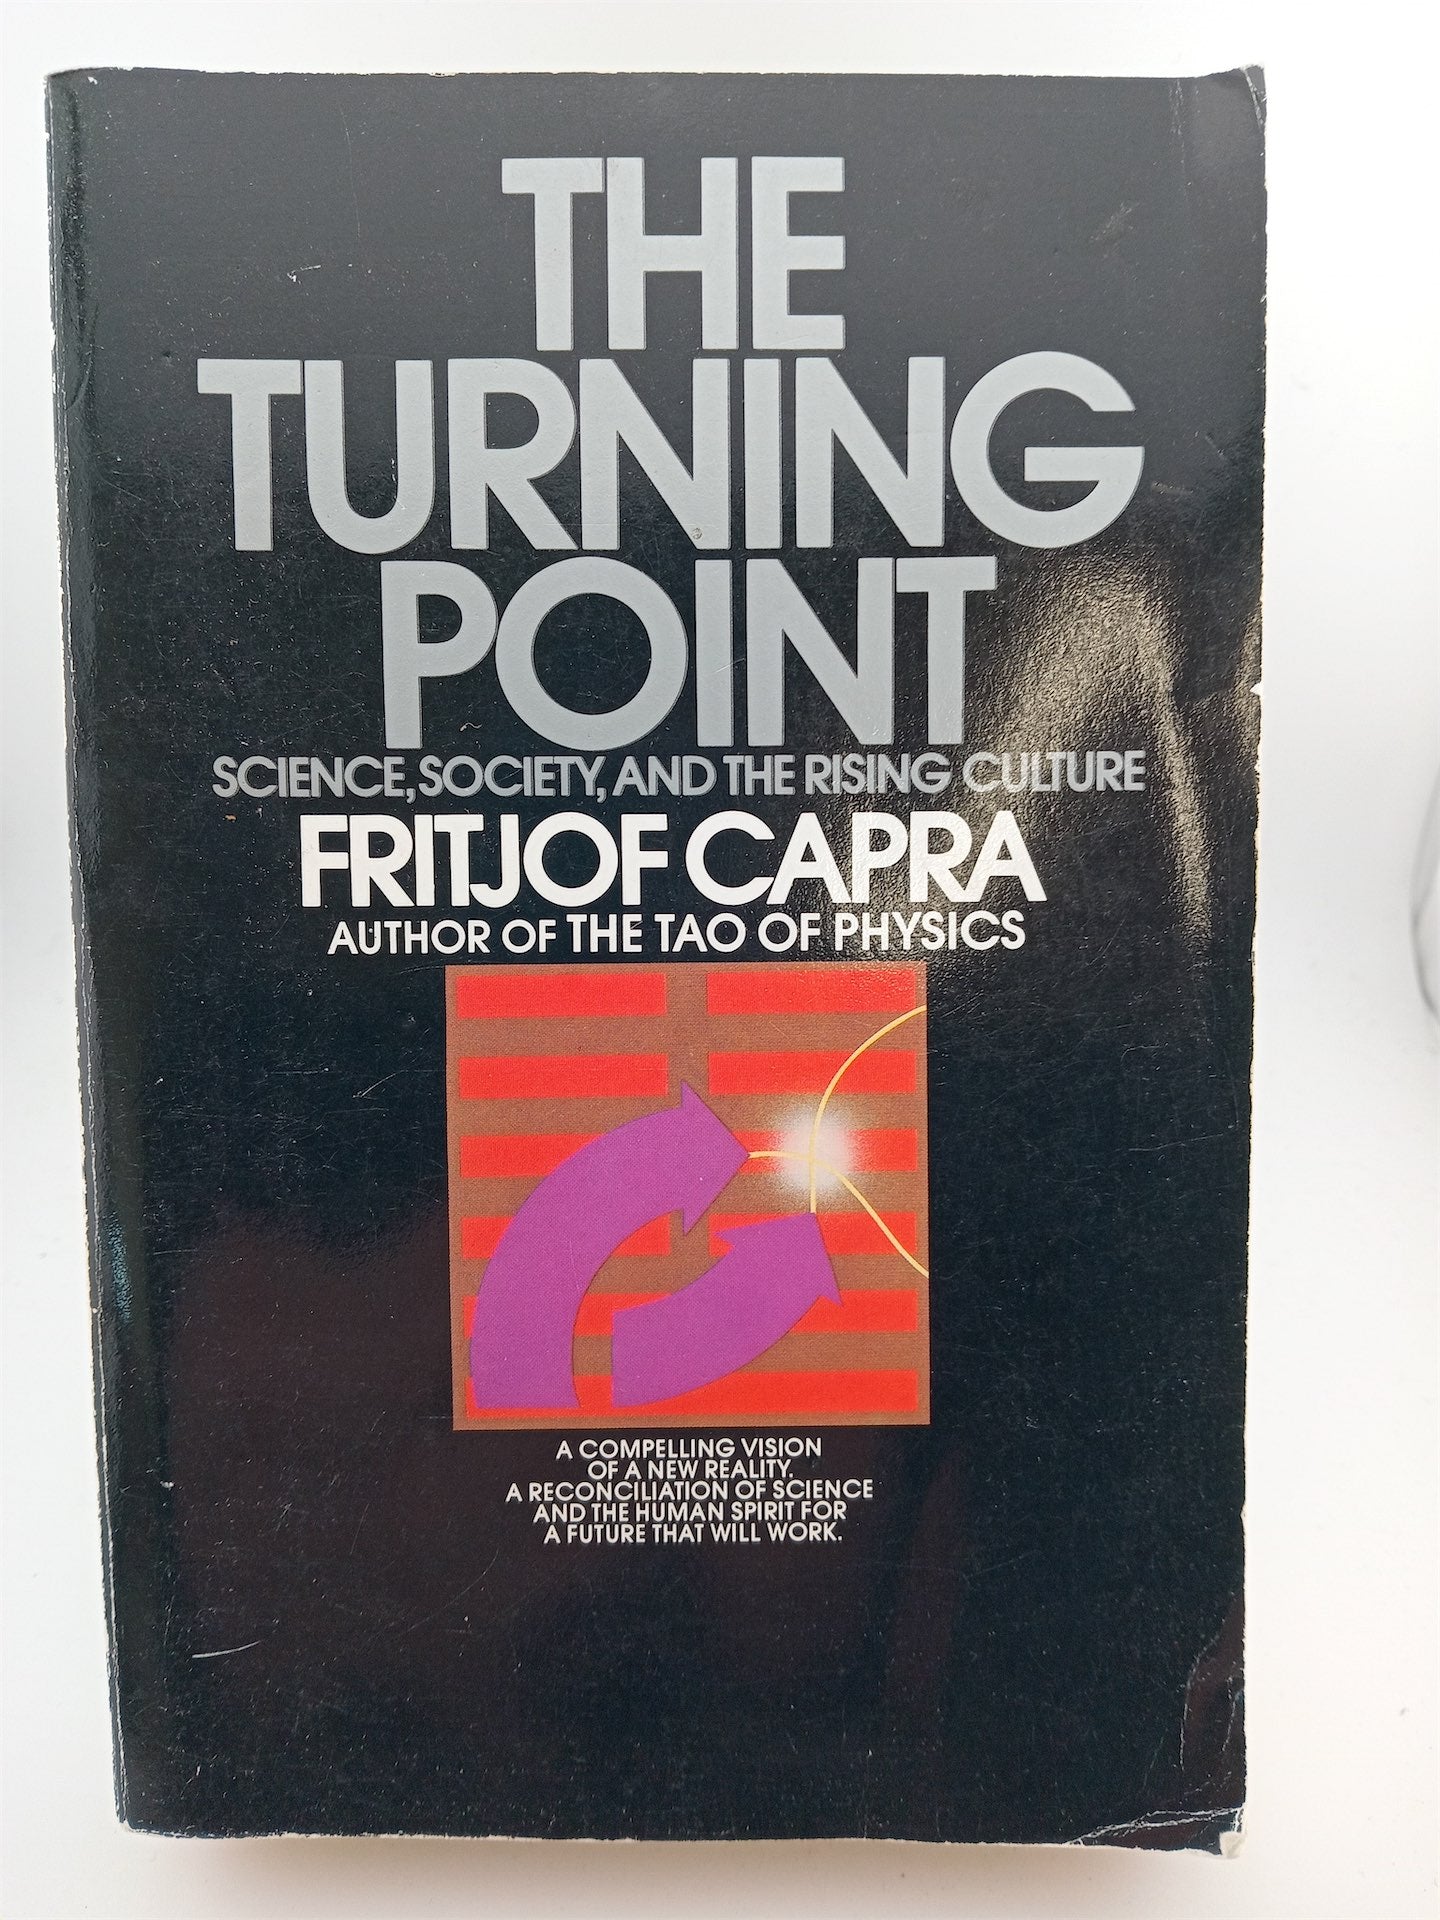 THE
TURNING
POINT
SCIENCE, SOCIETY, AND THE RISING CULTURE
FRITJOF CAPRA
AUTHOR OF THE TAO OF PHYSICS
A COMPELLING VISION
OF A NEW REALITY.
A RECONCILIATION OF SCIENCE
AND THE HUMAN SPIRIT FOR
A FUTURE THAT WILL WORK.